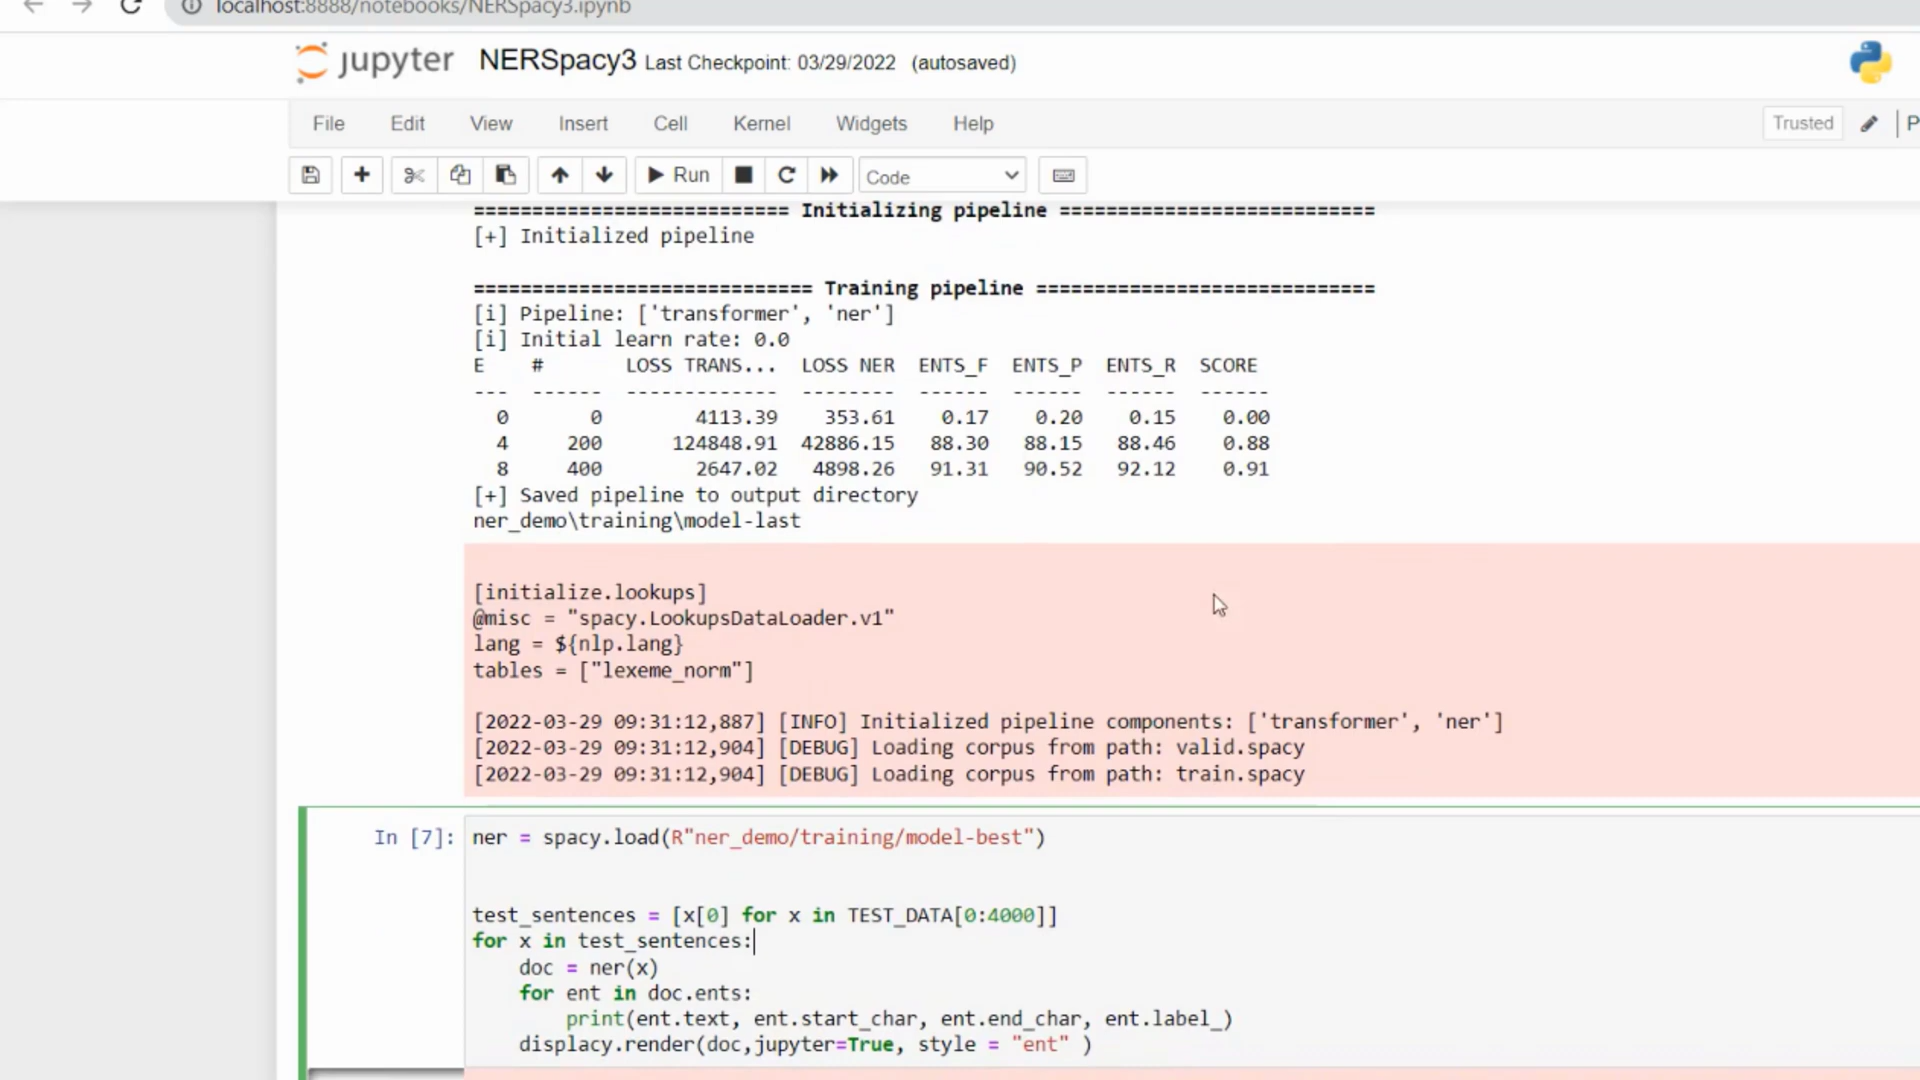 localhost:8888/notebooks/NERSpacy3.ipynb
jupyter NERSpacy3 Last Checkpoint: 03/29/2022 (autosaved)
File Edit View Insert Cell Kernel Widgets Help Trusted P
Run Code
=========================== Initializing pipeline ===========================
[+] Initialized pipeline
============================= Training pipeline =============================
[i] Pipeline: ['transformer', 'ner']
[i] Initial learn rate: 0.0
E # LOSS TRANS... LOSS NER ENTS_F ENTS_P ENTS_R SCORE
--- ------ ------------- -------- ------ ------ ------ ------
0 0 4113.39 353.61 0.17 0.20 0.15 0.00
4 200 124848.91 42886.15 88.30 88.15 88.46 0.88
8 400 2647.02 4898.26 91.31 90.52 92.12 0.91
[+] Saved pipeline to output directory
ner_demo\training\model-last
[initialize.lookups]
@misc = "spacy.LookupsDataLoader.v1"
lang = ${nlp.lang}
tables = ["lexeme_norm"]
[2022-03-29 09:31:12,887] [INFO] Initialized pipeline components: ['transformer', 'ner']
[2022-03-29 09:31:12,904] [DEBUG] Loading corpus from path: valid.spacy
[2022-03-29 09:31:12,904] [DEBUG] Loading corpus from path: train.spacy
In [7]: ner = spacy.load(R"ner_demo/training/model-best")
test_sentences = [x[0] for x in TEST_DATA[0:4000]]
for x in test_sentences:
    doc = ner(x)
    for ent in doc.ents:
        print(ent.text, ent.start_char, ent.end_char, ent.label_)
    displacy.render(doc,jupyter=True, style = "ent" )